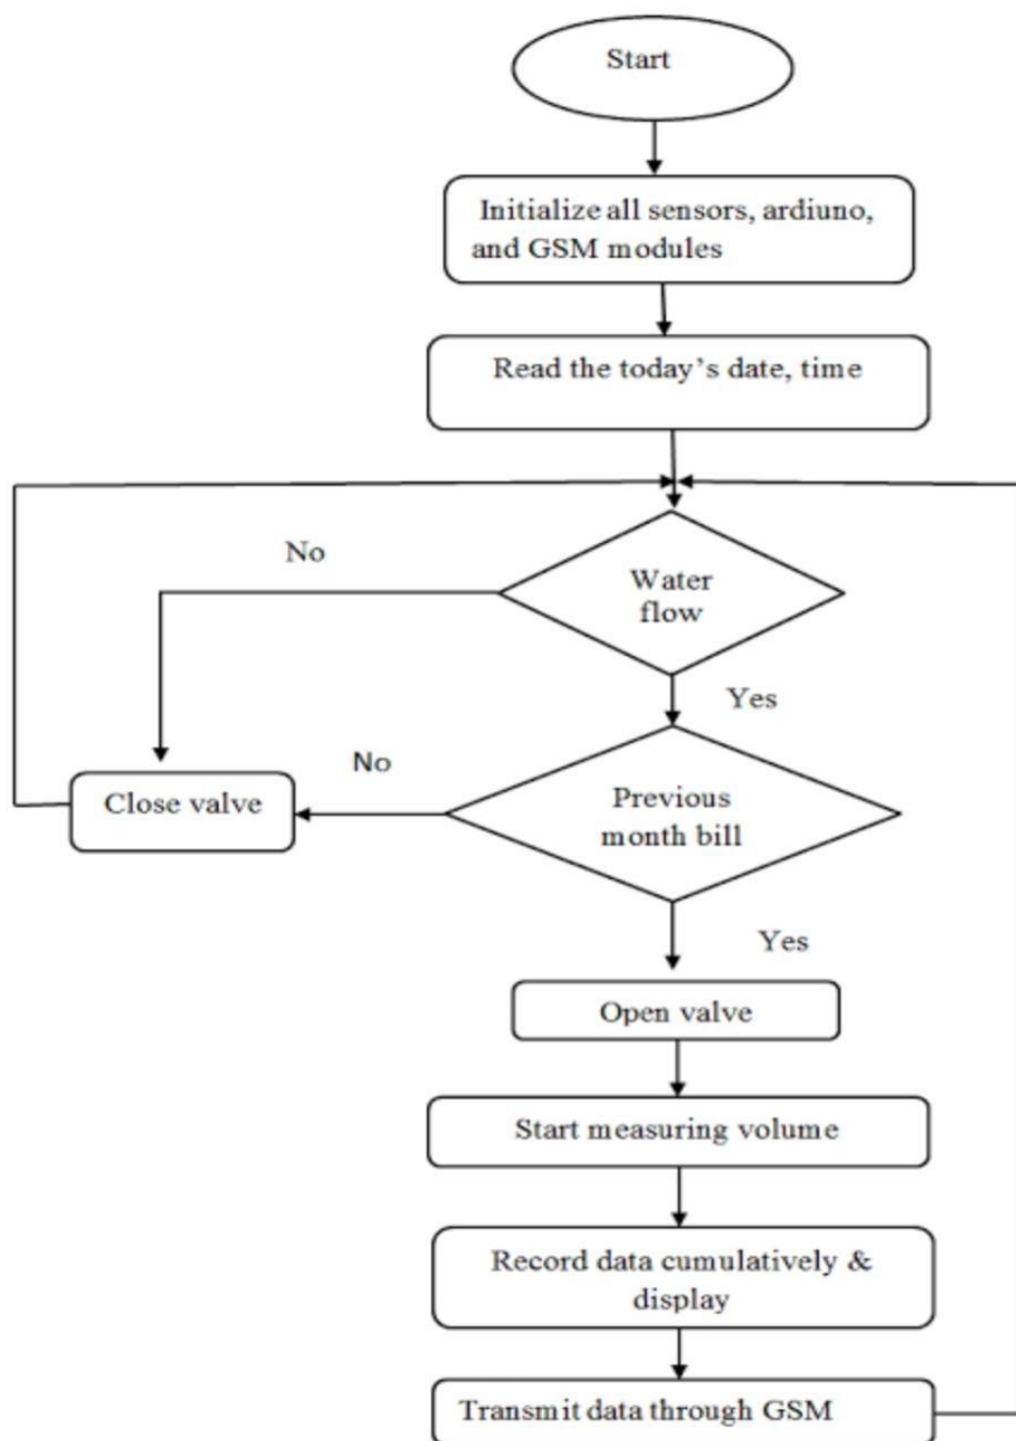 Start
Initialize all sensors, ardiuno,
and GSM modules
Read the today’s date, time
No
Water
flow
Yes
No
Close valve
Previous
month bill
Yes
Open valve
Start measuring volume
Record data cumulatively &
display
Transmit data through GSM